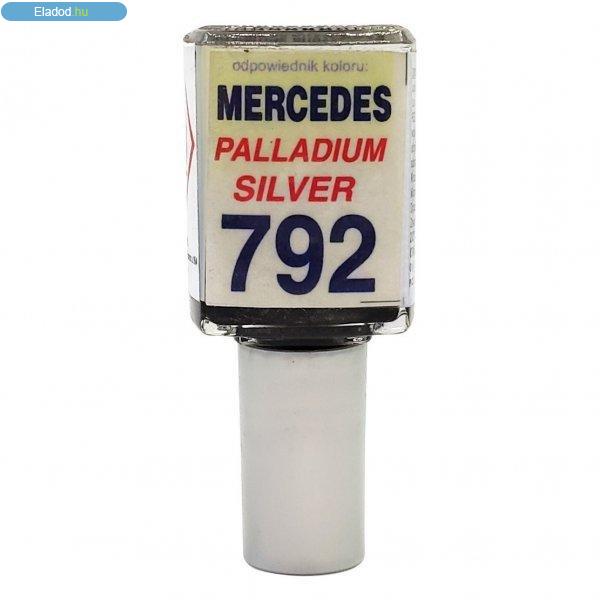 Eladod.hu
odpowiednik koloru:
MERCEDES
PALLADIUM
SILVER
792